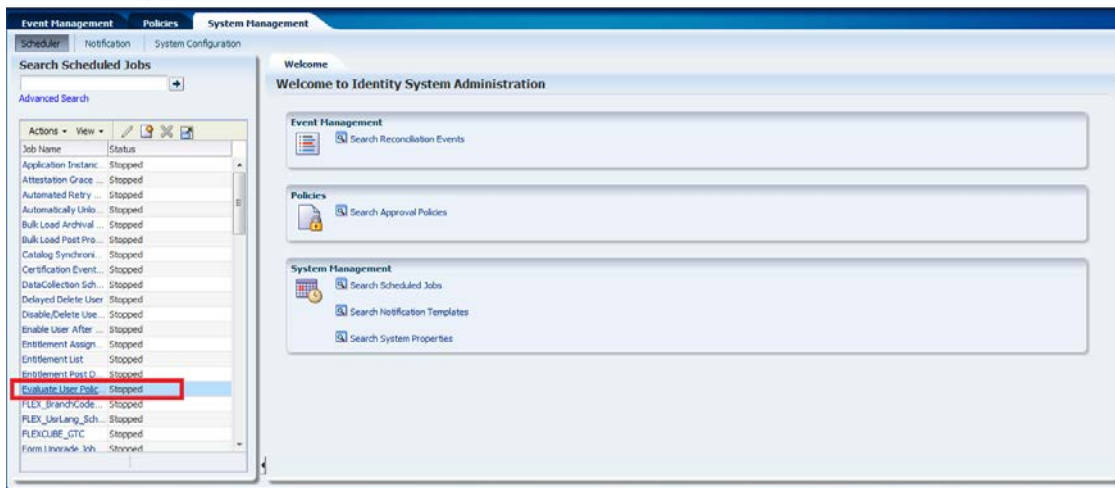 Event Management Policies System Management
Scheduler Notification System Configuration
Search Scheduled Jobs
Advanced Search
Actions View
Job Name Status
Application Instanc... Stopped
Attestation Grace ... Stopped
Automated Retry ... Stopped
Automatically Unlo... Stopped
Bulk Load Archival ... Stopped
Bulk Load Post Pro... Stopped
Catalog Synchroni... Stopped
Certification Event... Stopped
DataCollection Sch... Stopped
Delayed Delete User Stopped
Disable/Delete Use... Stopped
Enable User After ... Stopped
Entitlement Assign... Stopped
Entitlement List Stopped
Entitlement Post D... Stopped
Evaluate User Polic... Stopped
FLEX_BranchCode... Stopped
FLEX_UsrLang_Sch... Stopped
FLEXCUBE_GTC Stopped
Form Upgrade Job Stopped
Welcome
Welcome to Identity System Administration
Event Management
Search Reconciliation Events
Policies
Search Approval Policies
System Management
Search Scheduled Jobs
Search Notification Templates
Search System Properties